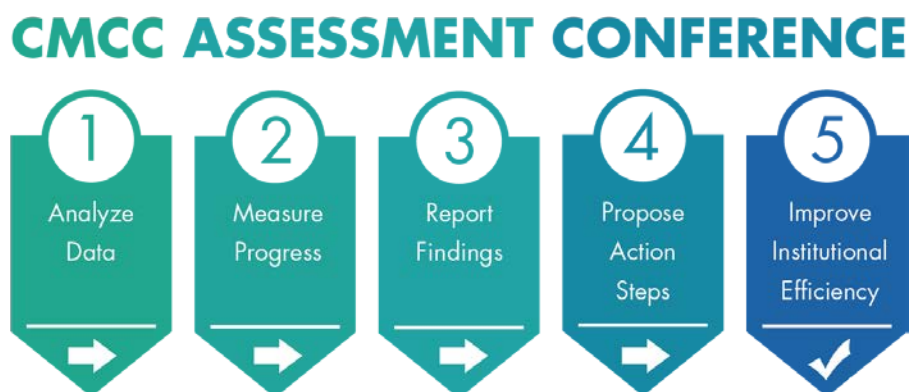 CMCC ASSESSMENT CONFERENCE
1
Analyze
Data
2
Measure
Progress
3
Report
Findings
4
Propose
Action
Steps
5
Improve
Institutional
Efficiency